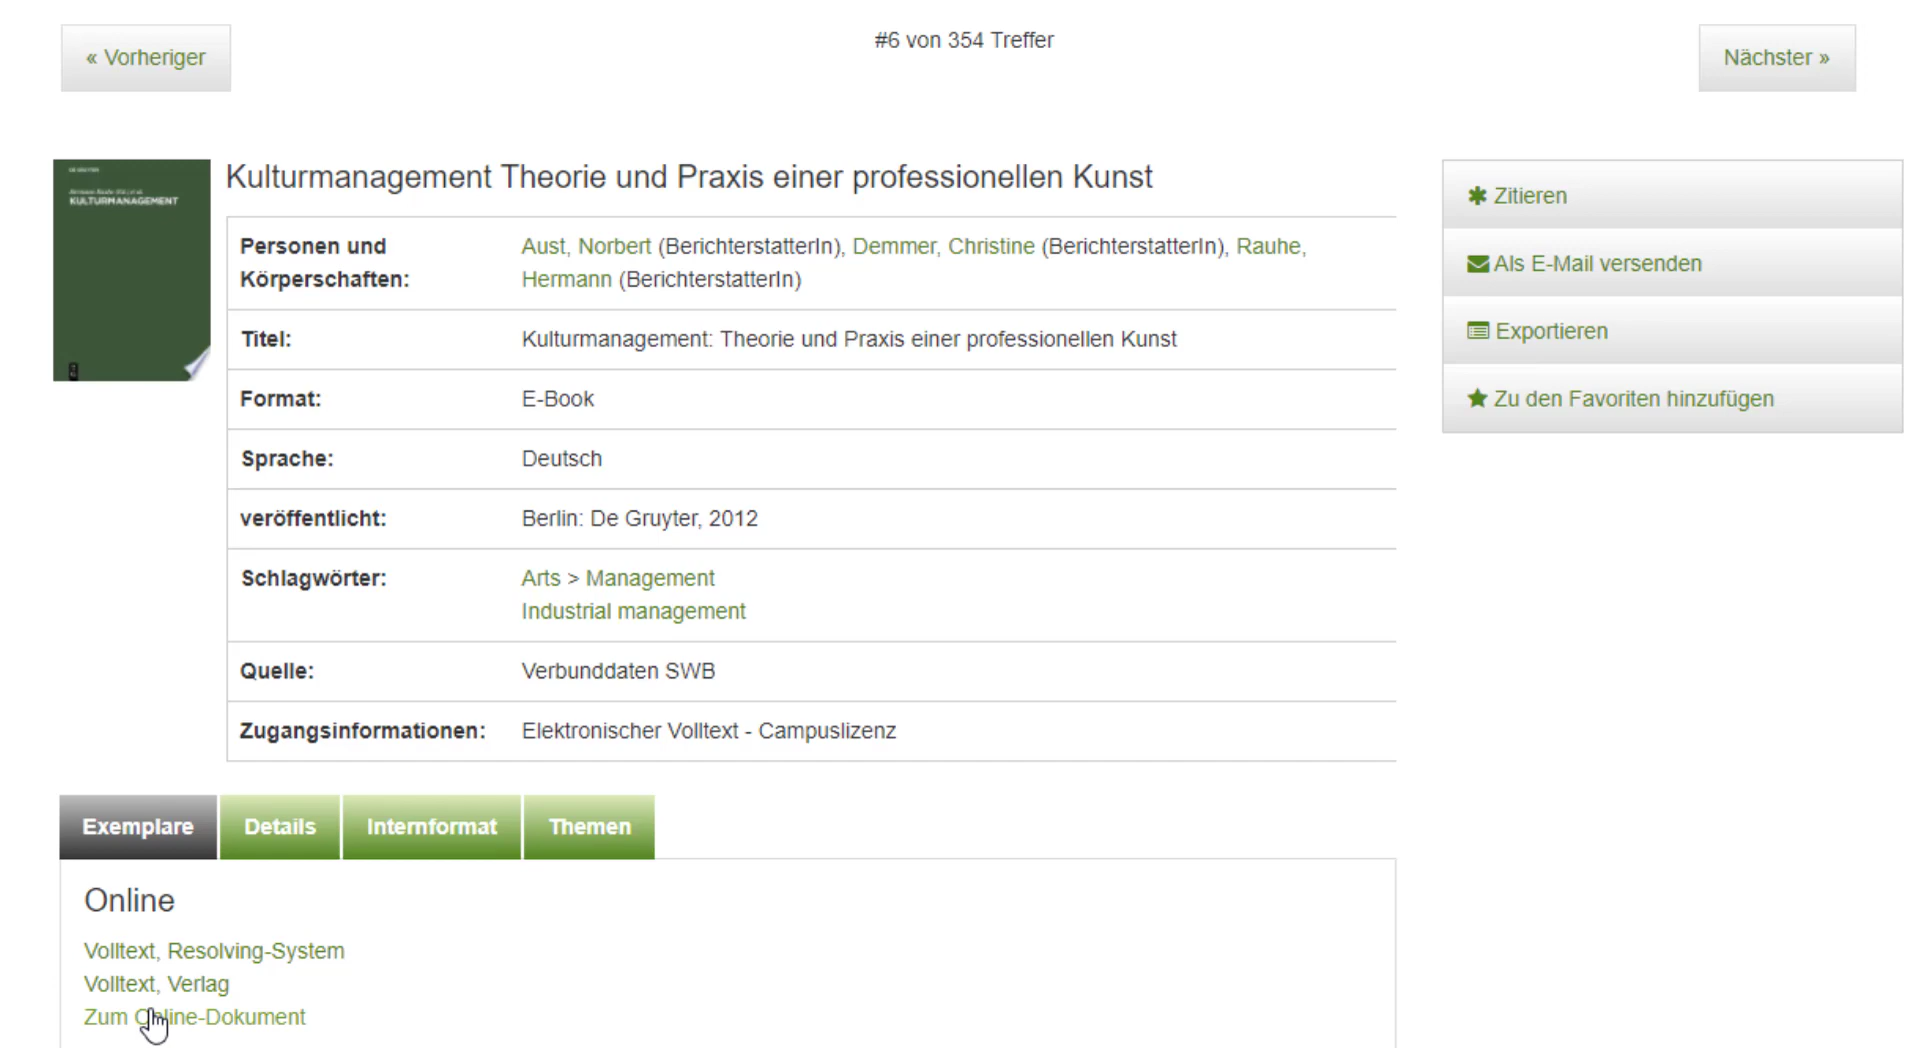 « Vorheriger
#6 von 354 Treffer
Nächster »
DE GRUYTER
KULTURMANAGEMENT
Kulturmanagement Theorie und Praxis einer professionellen Kunst
Personen und Körperschaften:
Aust, Norbert (BerichterstatterIn), Demmer, Christine (BerichterstatterIn), Rauhe,
Hermann (BerichterstatterIn)
Titel: Kulturmanagement: Theorie und Praxis einer professionellen Kunst
Format: E-Book
Sprache: Deutsch
veröffentlicht: Berlin: De Gruyter, 2012
Schlagwörter: Arts > Management
Industrial management
Quelle: Verbunddaten SWB
Zugangsinformationen: Elektronischer Volltext - Campuslizenz
Zitieren
Als E-Mail versenden
Exportieren
Zu den Favoriten hinzufügen
Exemplare
Details
Internformat
Themen
Online
Volltext, Resolving-System
Volltext, Verlag
Zum Online-Dokument